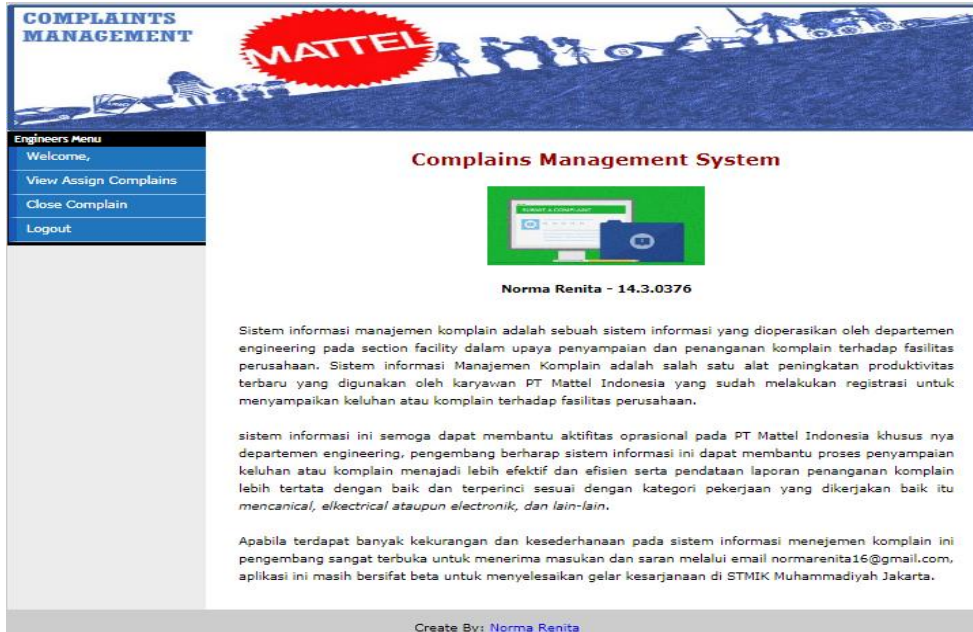 COMPLAINTS
MANAGEMENT
MATTEL
Engineers Menu
Welcome,
View Assign Complains
Close Complain
Logout
Complains Management System
SUBMIT A COMPLAINT
Norma Renita - 14.3.0376
Sistem informasi manajemen komplain adalah sebuah sistem informasi yang dioperasikan oleh departemen
engineering pada section facility dalam upaya penyampaian dan penanganan komplain terhadap fasilitas
perusahaan. Sistem informasi Manajemen Komplain adalah salah satu alat peningkatan produktivitas
terbaru yang digunakan oleh karyawan PT Mattel Indonesia yang sudah melakukan registrasi untuk
menyampaikan keluhan atau komplain terhadap fasilitas perusahaan.
sistem informasi ini semoga dapat membantu aktifitas oprasional pada PT Mattel Indonesia khusus nya
departemen engineering, pengembang berharap sistem informasi ini dapat membantu proses penyampaian
keluhan atau komplain menajadi lebih efektif dan efisien serta pendataan laporan penanganan komplain
lebih tertata dengan baik dan terperinci sesuai dengan kategori pekerjaan yang dikerjakan baik itu
mencanical, elkectrical ataupun electronik, dan lain-lain.
Apabila terdapat banyak kekurangan dan kesederhanaan pada sistem informasi menejemen komplain ini
pengembang sangat terbuka untuk menerima masukan dan saran melalui email normarenita16@gmail.com,
aplikasi ini masih bersifat beta untuk menyelesaikan gelar kesarjanaan di STMIK Muhammadiyah Jakarta.
Create By: Norma Renita